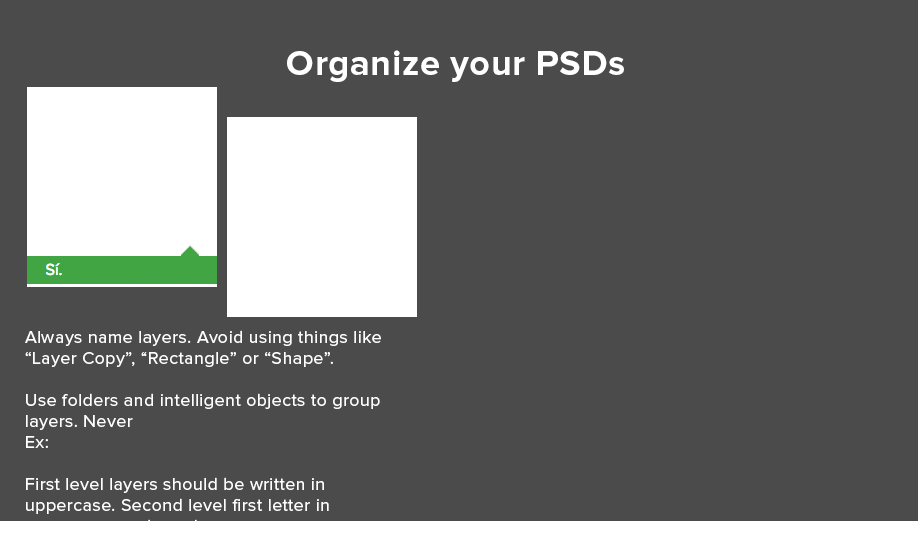 Organize your PSDs
Sí.
Always name layers. Avoid using things like
“Layer Copy”, “Rectangle” or “Shape”.
Use folders and intelligent objects to group
layers. Never
Ex:
First level layers should be written in
uppercase. Second level first letter in